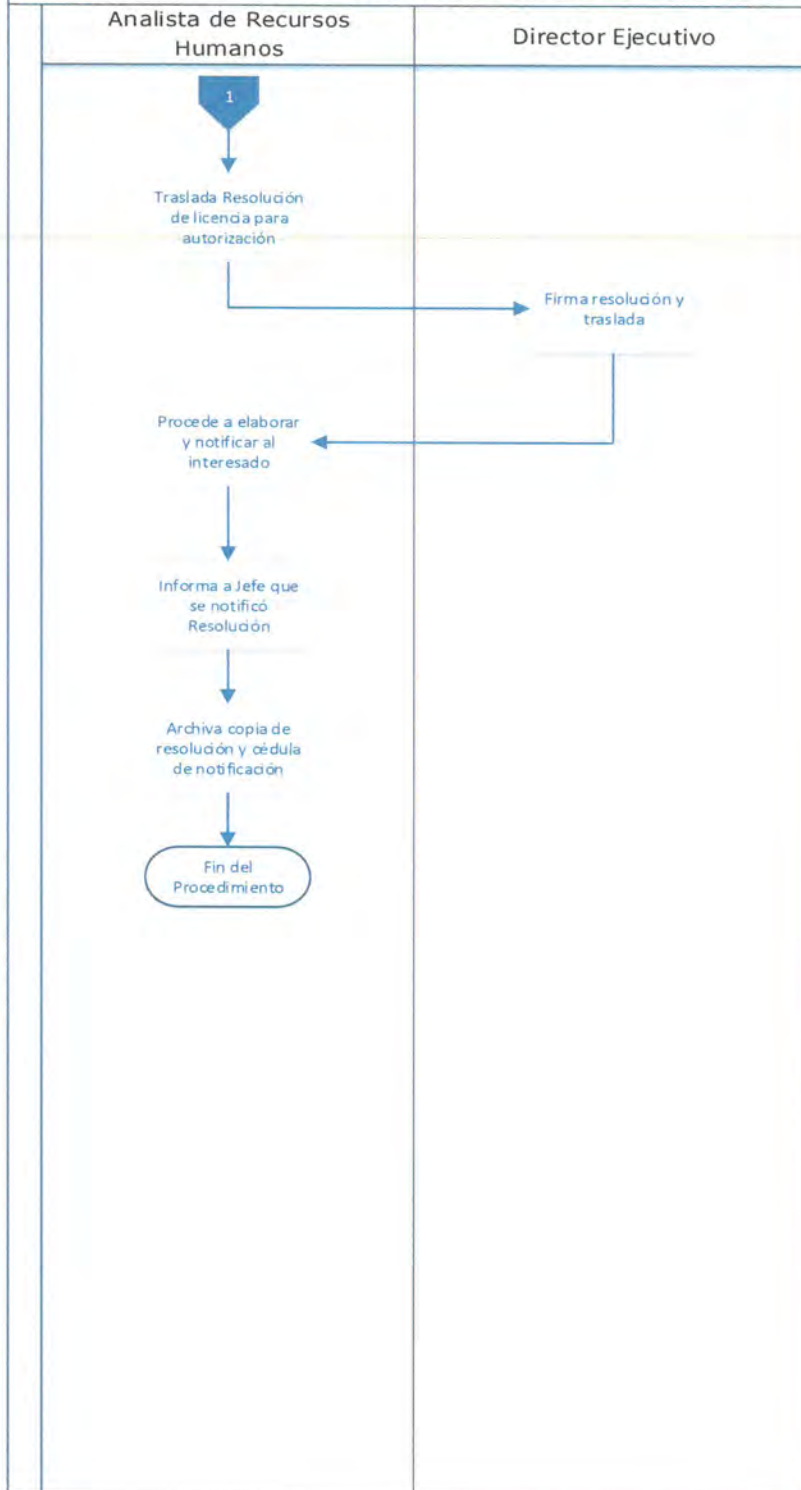 Analista de Recursos
Humanos
Director Ejecutivo
1
Traslada Resolución
de licencia para
autorización
Firma resolución y
traslada
Procede a elaborar
y notificar al
interesado
Informa a Jefe que
se notificó
Resolución
Archiva copia de
resolución y cédula
de notificación
Fin del
Procedimiento